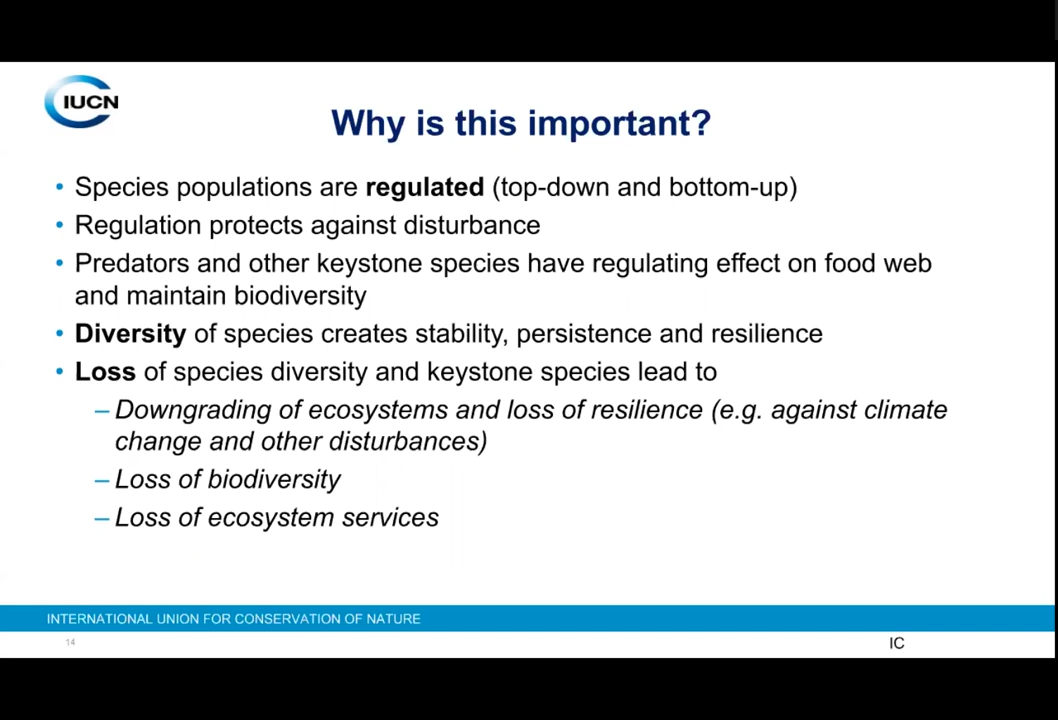 IUCN
Why is this important?
• Species populations are regulated (top-down and bottom-up)
• Regulation protects against disturbance
• Predators and other keystone species have regulating effect on food web
and maintain biodiversity
• Diversity of species creates stability, persistence and resilience
• Loss of species diversity and keystone species lead to
– Downgrading of ecosystems and loss of resilience (e.g. against climate
change and other disturbances)
– Loss of biodiversity
– Loss of ecosystem services
INTERNATIONAL UNION FOR CONSERVATION OF NATURE
14
IC